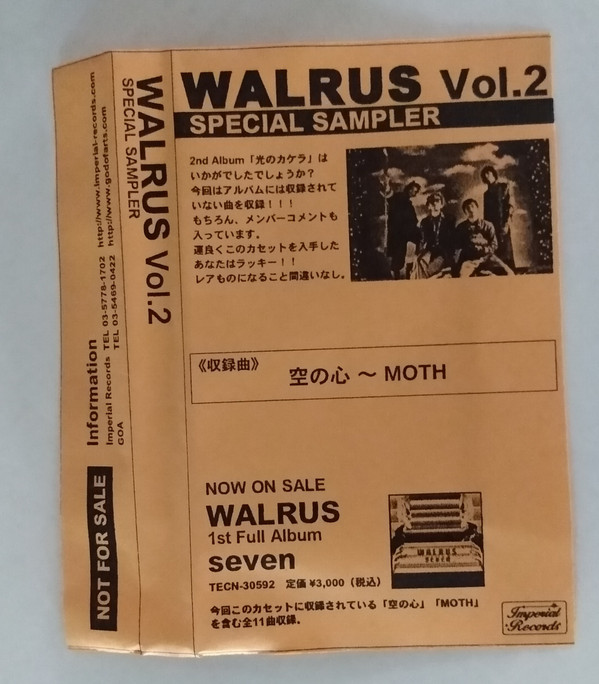 WALRUS Vol.2
SPECIAL SAMPLER
2nd Album「光のカケラ」は
いかがでしたでしょうか？
今回はアルバムには収録されて
いない曲を収録！！！
もちろん、メンバーコメントも
入っています。
運良くこのカセットを入手した
あなたはラッキー！！
レアものになること間違いなし。
《収録曲》
空の心 ～ MOTH
NOW ON SALE
WALRUS
1st Full Album
seven
TECN-30592 定価 ¥3,000（税込）
今回このカセットに収録されている「空の心」「MOTH」
を含む全11曲収録。
WALRUS
seven
Imperial
Records
WALRUS Vol.2
SPECIAL SAMPLER
Information
Imperial Records TEL 03-5778-1702 http://www.imperial-records.com
GOA TEL 03-5469-0422 http://www.godofarts.com
NOT FOR SALE